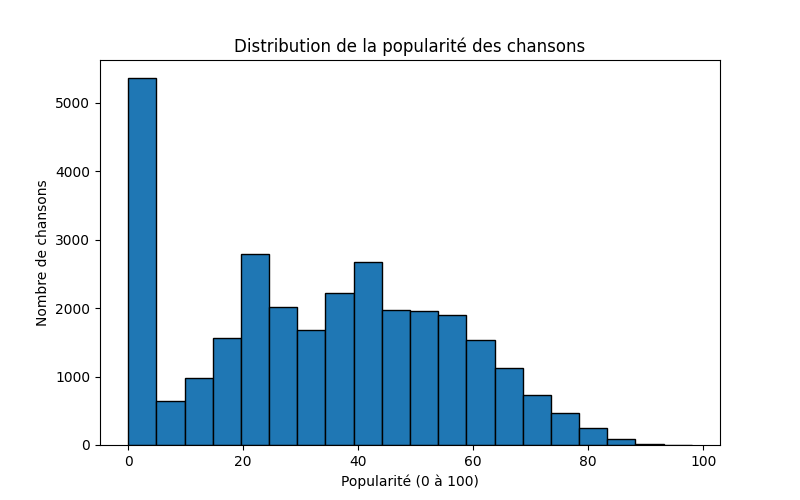 Distribution de la popularité des chansons
Nombre de chansons
5000
4000
3000
2000
1000
0
0 20 40 60 80 100
Popularité (0 à 100)